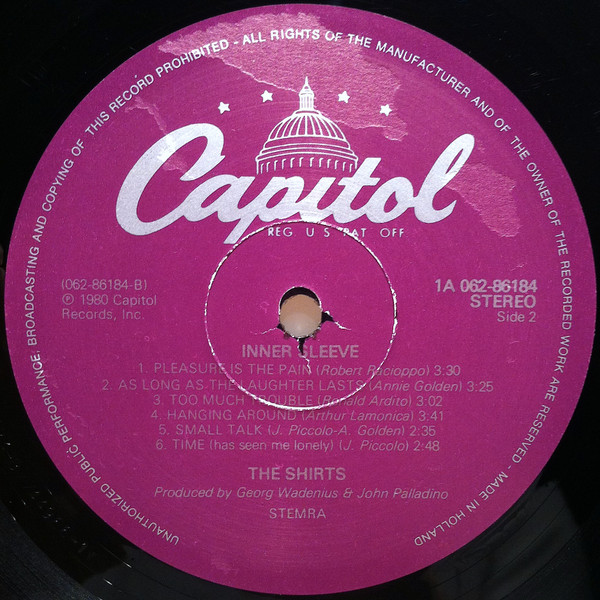 UNAUTHORIZED PUBLIC PERFORMANCE, BROADCASTING AND COPYING OF THIS RECORD PROHIBITED - ALL RIGHTS OF THE MANUFACTURER AND OF THE OWNER OF THE RECORDED WORK ARE RESERVED - MADE IN HOLLAND
Capitol
REG U S PAT OFF
(062-86184-B)
℗ 1980 Capitol
Records, Inc.
1A 062-86184
STEREO
Side 2
INNER SLEEVE
1. PLEASURE IS THE PAIN (Robert Racioppo) 3:30
2. AS LONG AS THE LAUGHTER LASTS (Annie Golden) 3:25
3. TOO MUCH TROUBLE (Ronald Ardito) 3:02
4. HANGING AROUND (Arthur Lamonica) 3:41
5. SMALL TALK (J. Piccolo-A. Golden) 2:35
6. TIME (has seen me lonely) (J. Piccolo) 2:48
THE SHIRTS
Produced by Georg Wadenius & John Palladino
STEMRA